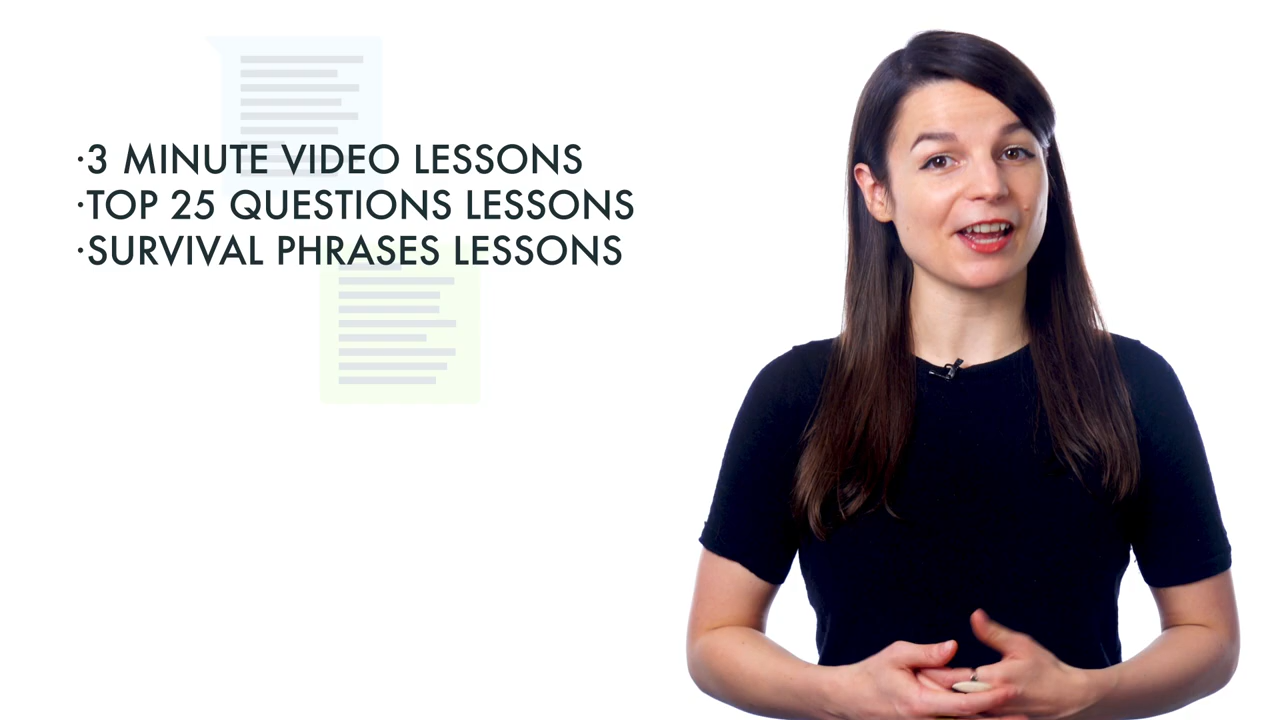 ·3 MINUTE VIDEO LESSONS
·TOP 25 QUESTIONS LESSONS
·SURVIVAL PHRASES LESSONS